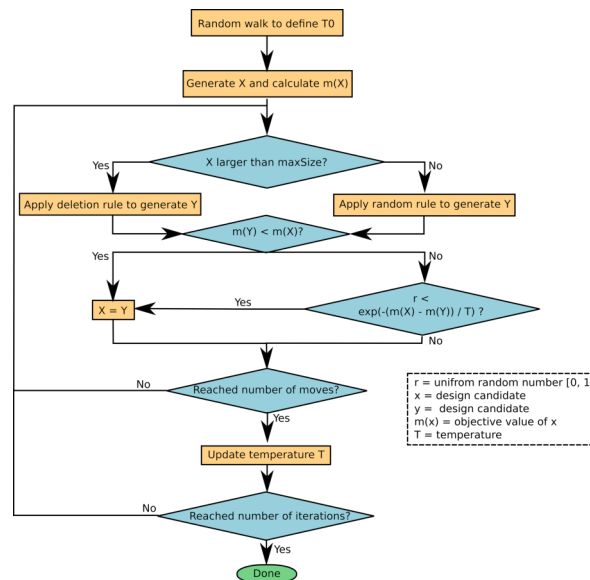 Random walk to define T0
Generate X and calculate m(X)
X larger than maxSize?
Yes
No
Apply deletion rule to generate Y
Apply random rule to generate Y
m(Y) < m(X)?
Yes
No
X = Y
Yes
r <
exp(-(m(X) - m(Y)) / T) ?
No
Reached number of moves?
No
Yes
r = unifrom random number [0, 1
x = design candidate
y = design candidate
m(x) = objective value of x
T = temperature
Update temperature T
No
Reached number of iterations?
Yes
Done